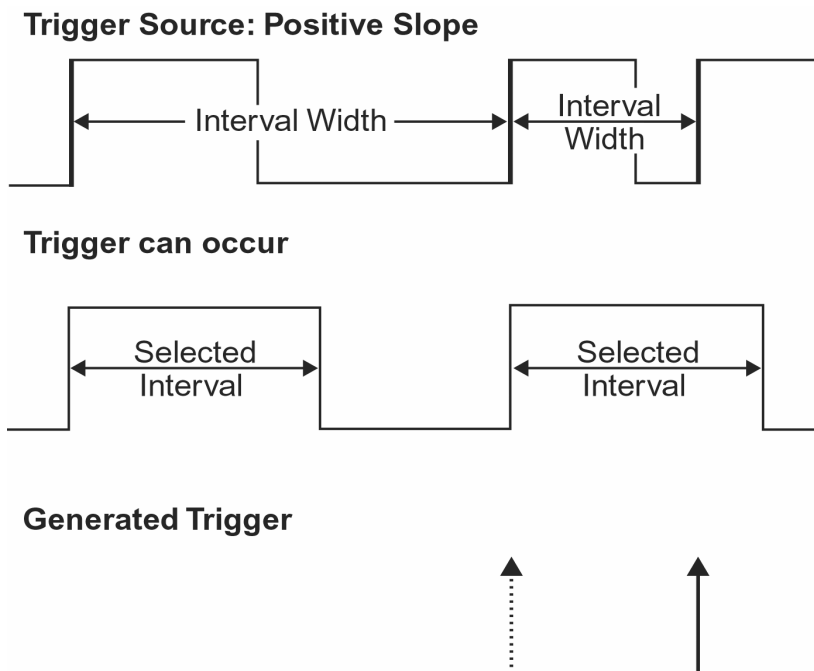 Trigger Source: Positive Slope
Interval Width
Interval
Width
Trigger can occur
Selected
Interval
Selected
Interval
Generated Trigger